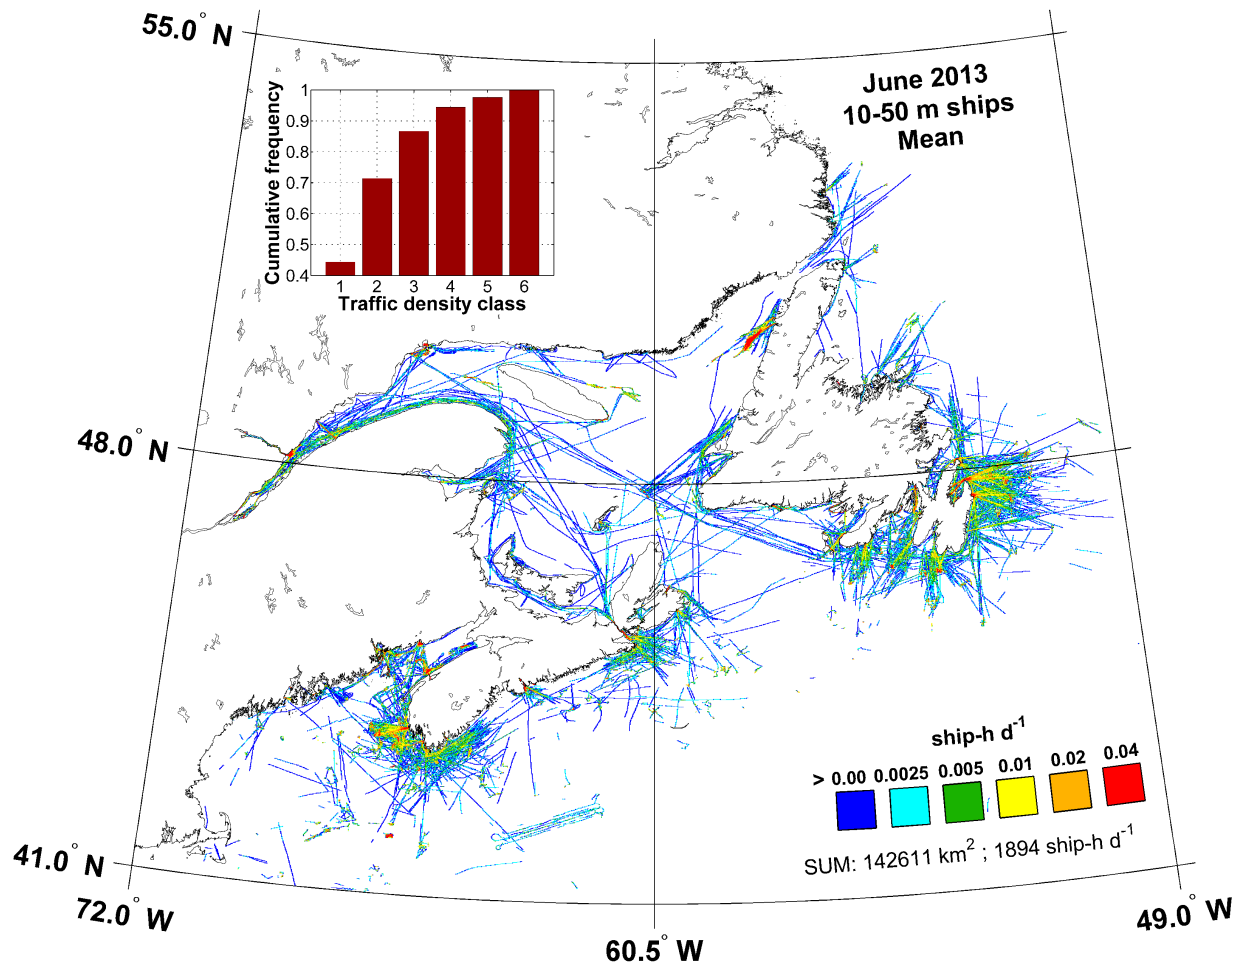 55.0° N
June 2013
10-50 m ships
Mean
Cumulative frequency
1
0.9
0.8
0.7
0.6
0.5
0.4
1 2 3 4 5 6
Traffic density class
48.0° N
ship-h d⁻¹
> 0.00 0.0025 0.005 0.01 0.02 0.04
SUM: 142611 km² ; 1894 ship-h d⁻¹
41.0° N
72.0° W
60.5° W
49.0° W